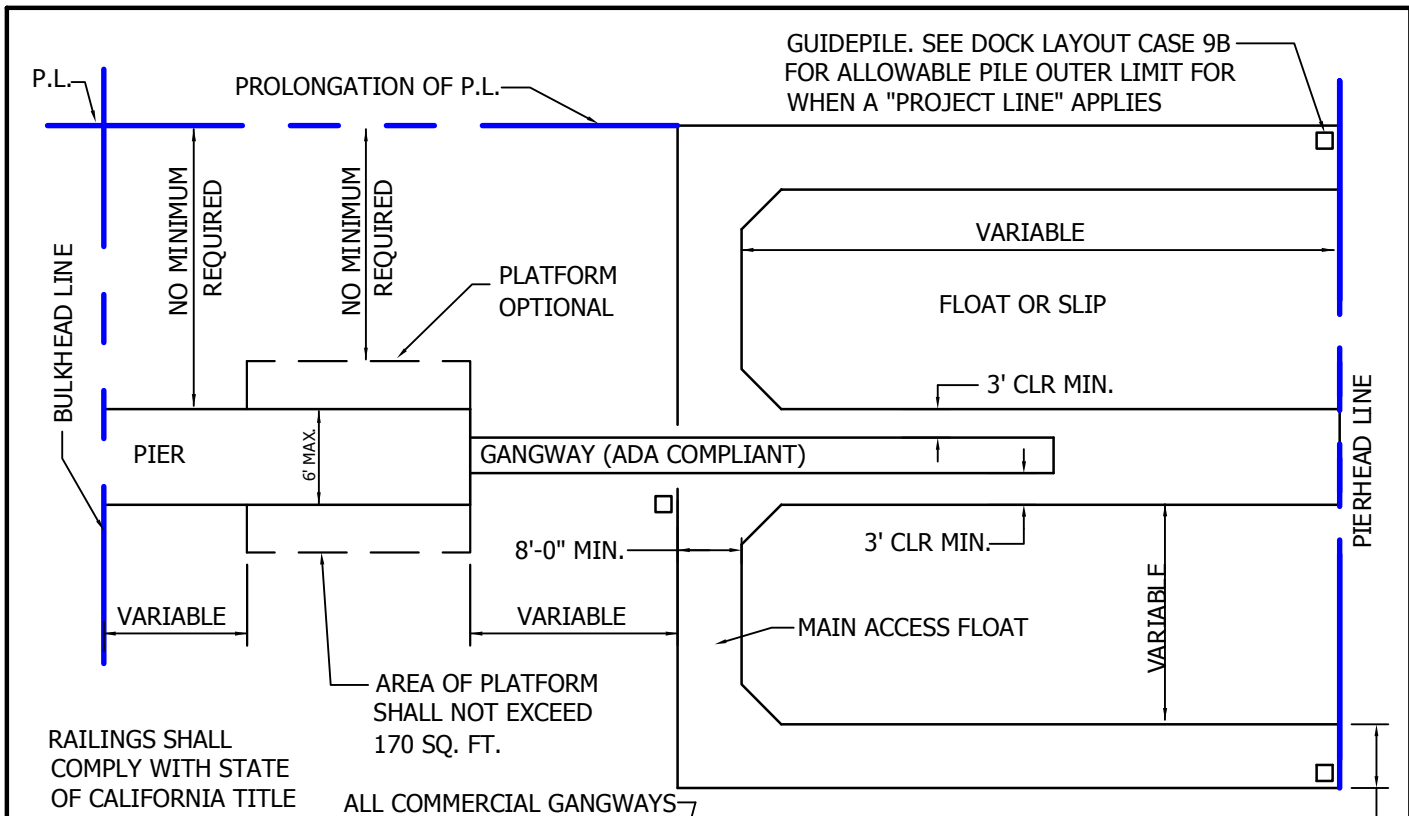 GUIDEPILE. SEE DOCK LAYOUT CASE 9B
FOR ALLOWABLE PILE OUTER LIMIT FOR
WHEN A "PROJECT LINE" APPLIES
P.L.
PROLONGATION OF P.L.
NO MINIMUM
REQUIRED
NO MINIMUM
REQUIRED
VARIABLE
PLATFORM
OPTIONAL
FLOAT OR SLIP
BULKHEAD LINE
3' CLR MIN.
PIERHEAD LINE
PIER
6' MAX.
GANGWAY (ADA COMPLIANT)
8'-0" MIN.
3' CLR MIN.
VARIABLE
VARIABLE
VARIABLE
MAIN ACCESS FLOAT
AREA OF PLATFORM
SHALL NOT EXCEED
170 SQ. FT.
RAILINGS SHALL
COMPLY WITH STATE
OF CALIFORNIA TITLE
ALL COMMERCIAL GANGWAYS